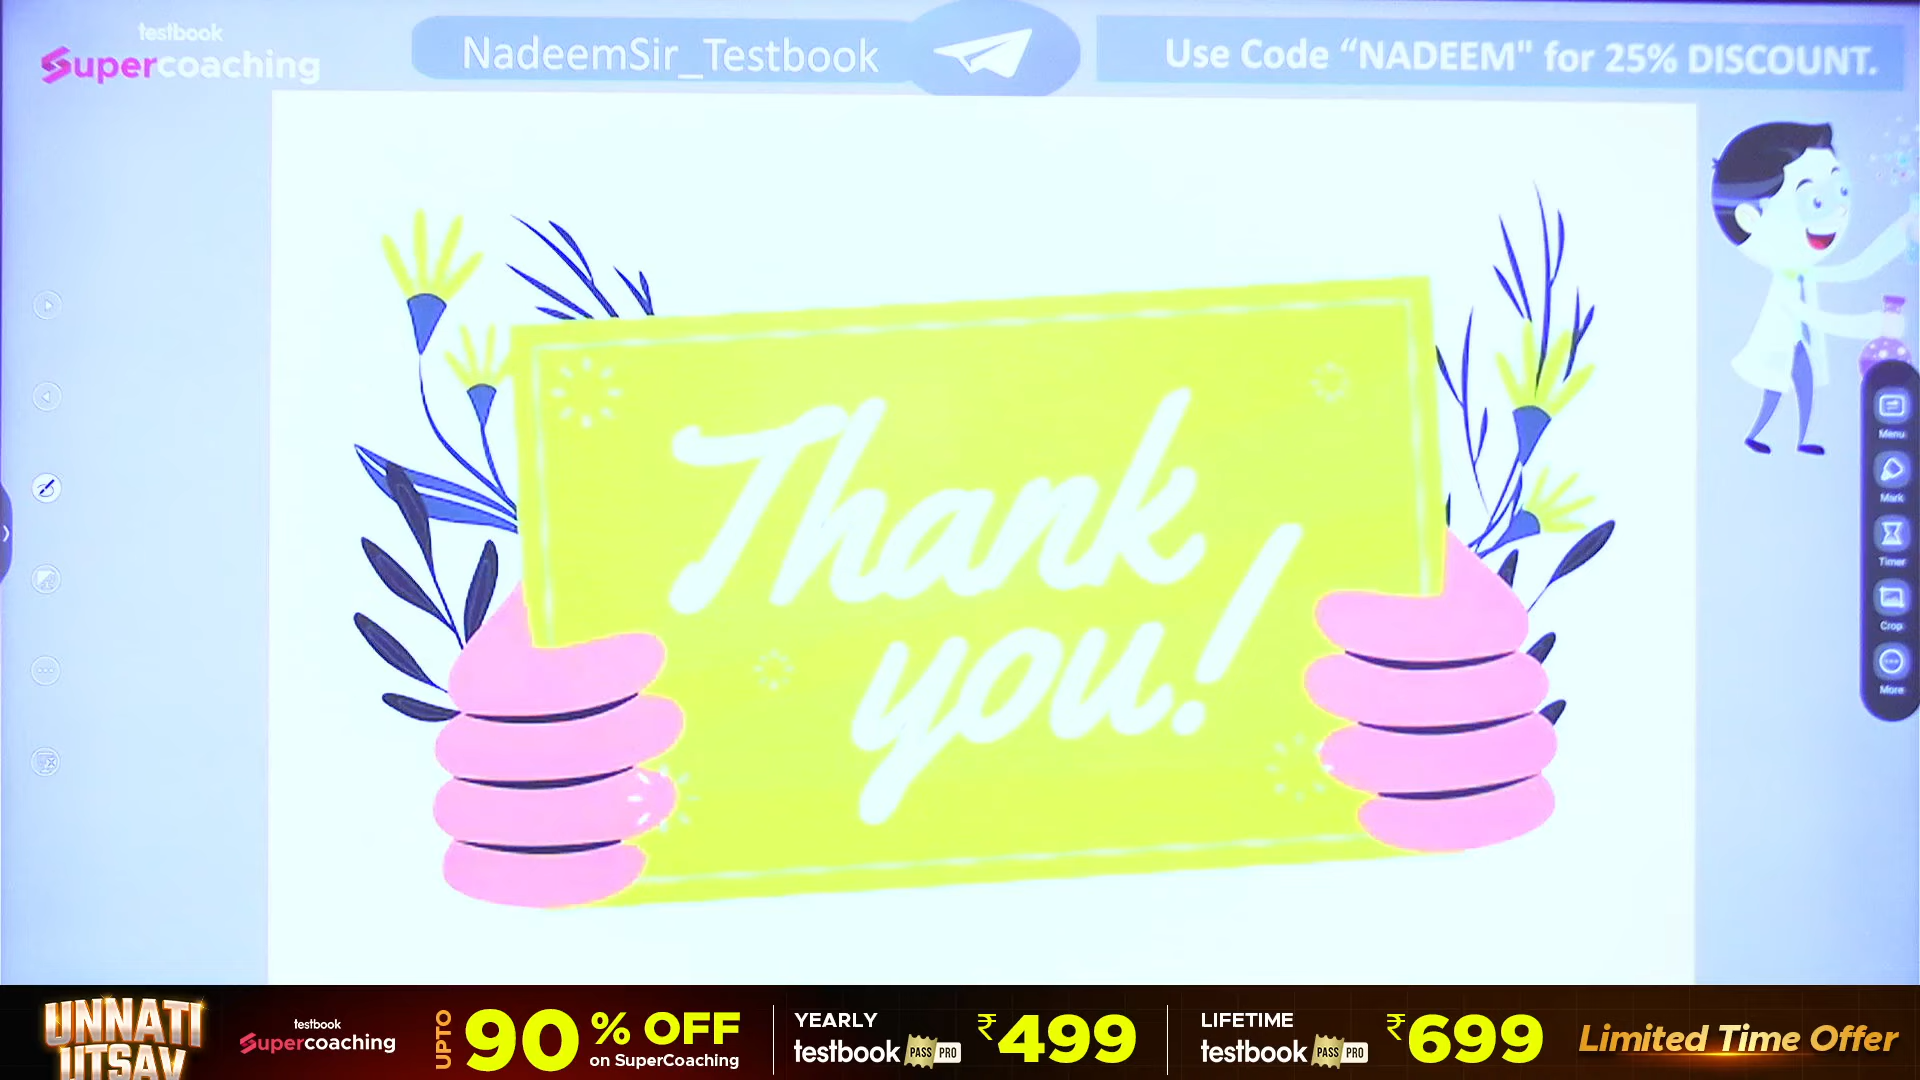 testbook
Supercoaching
NadeemSir_Testbook
Use Code “NADEEM" for 25% DISCOUNT.
Thank
you!
Menu
Mark
Timer
Crop
More
UNNATI
UTSAV
testbook
Supercoaching
UPTO 90% OFF
on SuperCoaching
YEARLY
testbook PASS PRO
₹499
LIFETIME
testbook PASS PRO
₹699
Limited Time Offer